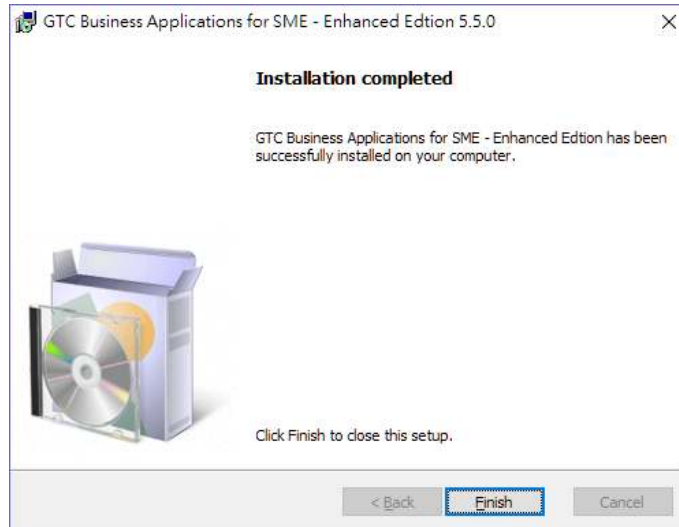 GTC Business Applications for SME - Enhanced Edtion 5.5.0
Installation completed
GTC Business Applications for SME - Enhanced Edtion has been
successfully installed on your computer.
Click Finish to close this setup.
< Back
Finish
Cancel